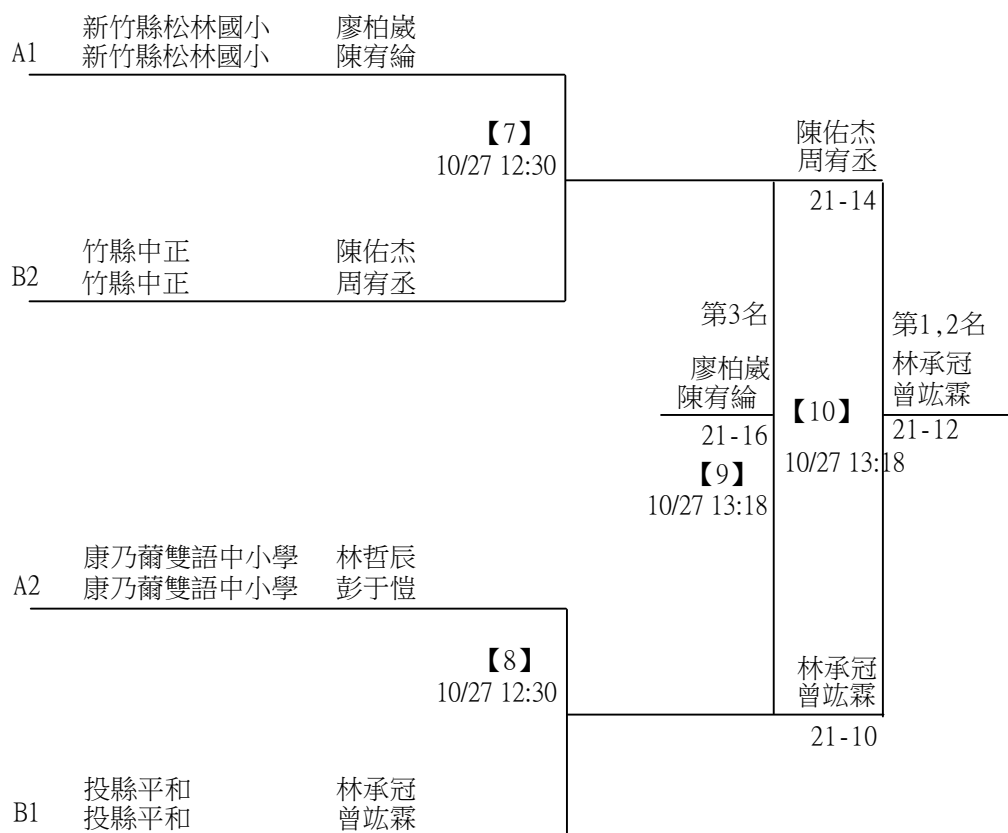 新竹縣松林國小 廖柏崴
A1 新竹縣松林國小 陳宥綸
【7】
10/27 12:30
陳佑杰
周宥丞
21-14
竹縣中正 陳佑杰
B2 竹縣中正 周宥丞
第3名
第1,2名
廖柏崴
陳宥綸
21-16
【9】
10/27 13:18
【10】
10/27 13:18
林承冠
曾竑霖
21-12
康乃薾雙語中小學 林哲辰
A2 康乃薾雙語中小學 彭于愷
【8】
10/27 12:30
林承冠
曾竑霖
21-10
投縣平和 林承冠
B1 投縣平和 曾竑霖